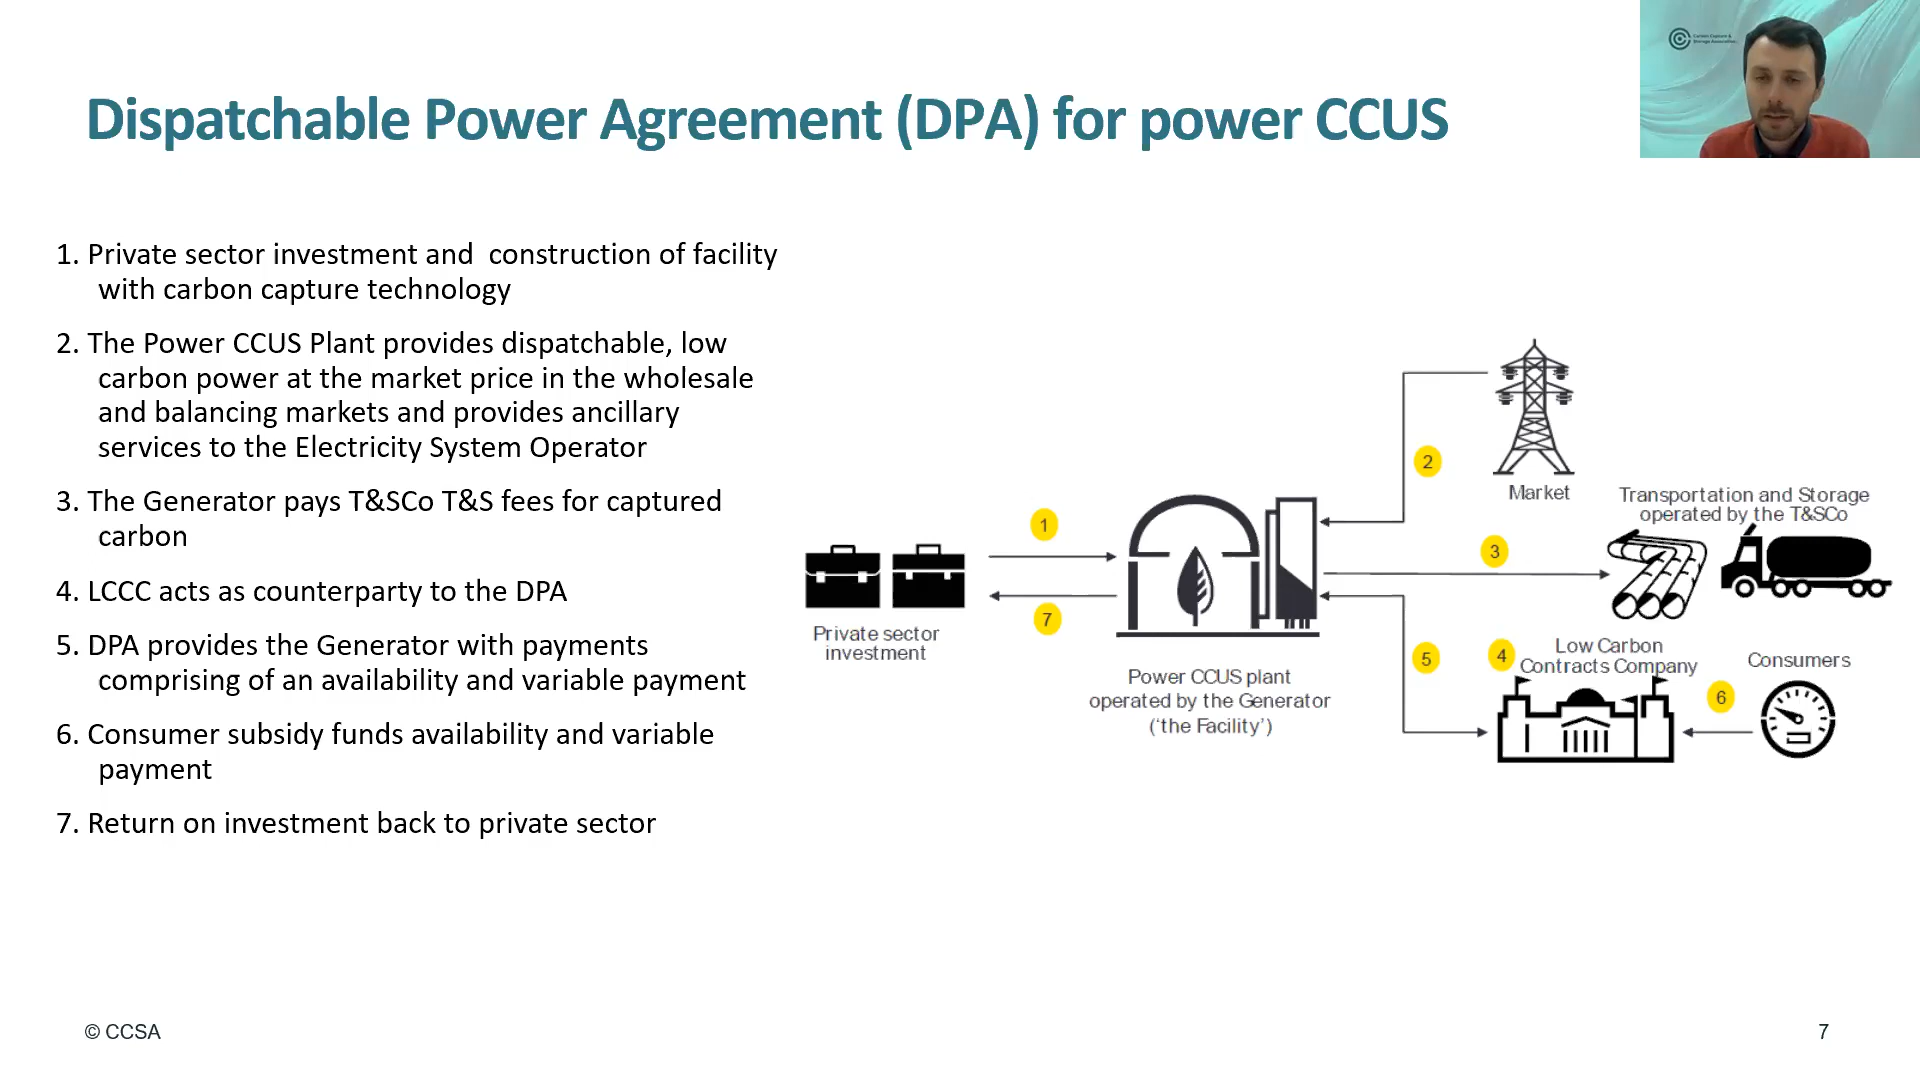 Dispatchable Power Agreement (DPA) for power CCUS
Carbon Capture &
Storage Association
1. Private sector investment and construction of facility
with carbon capture technology
2. The Power CCUS Plant provides dispatchable, low
carbon power at the market price in the wholesale
and balancing markets and provides ancillary
services to the Electricity System Operator
3. The Generator pays T&SCo T&S fees for captured
carbon
4. LCCC acts as counterparty to the DPA
5. DPA provides the Generator with payments
comprising of an availability and variable payment
6. Consumer subsidy funds availability and variable
payment
7. Return on investment back to private sector
1
7
Private sector
investment
Power CCUS plant
operated by the Generator
(‘the Facility’)
2
Market
3
Transportation and Storage
operated by the T&SCo
5
4
Low Carbon
Contracts Company
6
Consumers
© CCSA
7